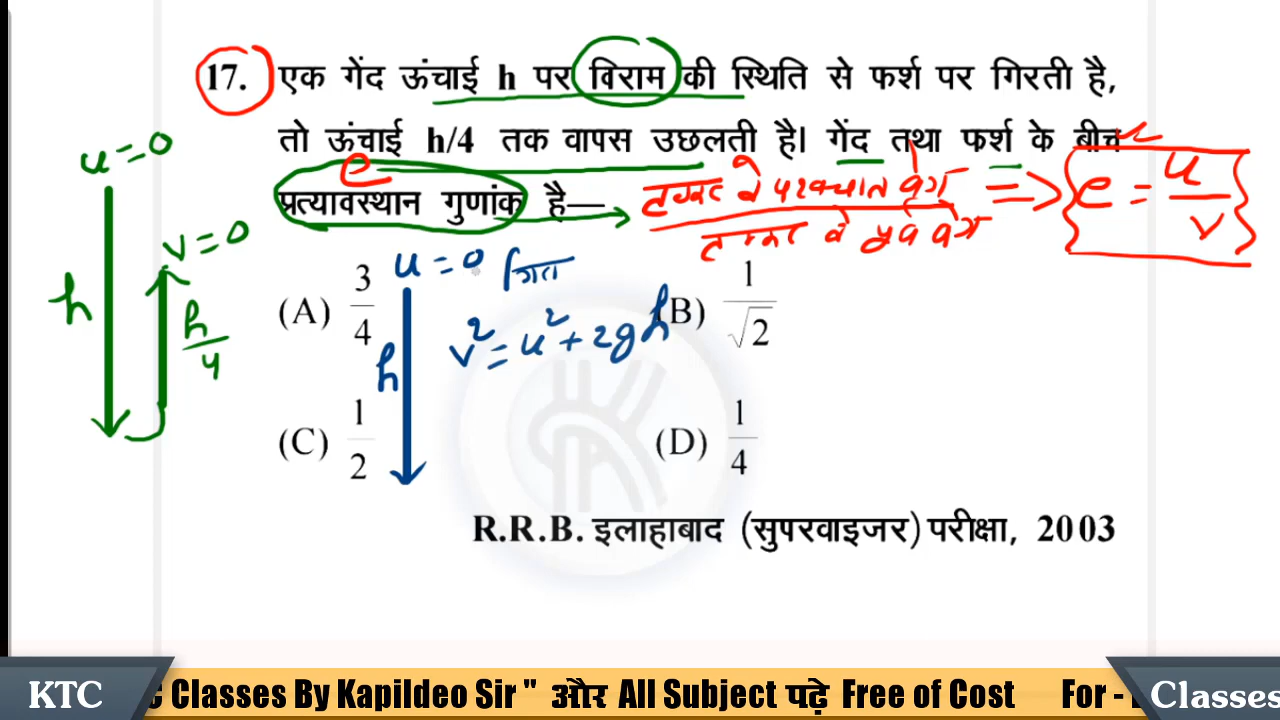 17. एक गेंद ऊंचाई h पर विराम की स्थिति से फर्श पर गिरती है,
तो ऊंचाई h/4 तक वापस उछलती है। गेंद तथा फर्श के बीच
प्रत्यावस्थान गुणांक है—
e
टक्कर के पश्चात वेग
टक्कर के पूर्व वेग
=> e = u/v
u
u=0
v=0
h
h/4
u=0
h
v²=u²+2gh
(A) 3/4
(B) 1/√2
(C) 1/2
(D) 1/4
R.R.B. इलाहाबाद (सुपरवाइजर) परीक्षा, 2003
KTC
C Classes By Kapildeo Sir " और All Subject पढ़े Free of Cost For -
Classes